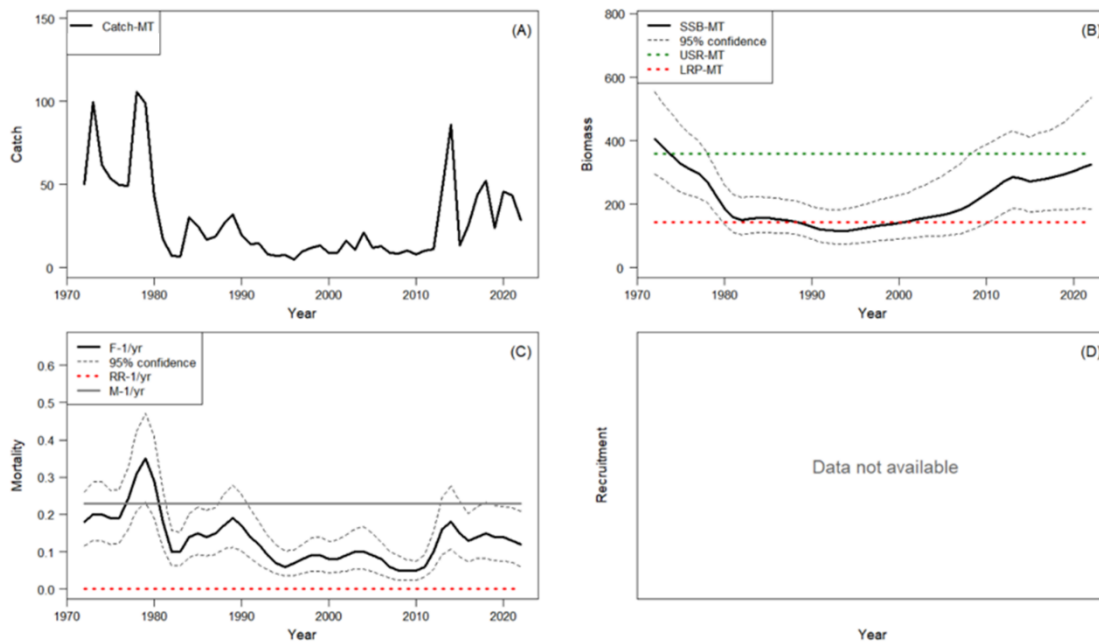 (A)
Catch-MT
150
100
50
0
Catch
1970 1980 1990 2000 2010 2020
Year
(B)
SSB-MT
95% confidence
USR-MT
LRP-MT
800
600
400
200
0
Biomass
1970 1980 1990 2000 2010 2020
Year
(C)
F-1/yr
95% confidence
RR-1/yr
M-1/yr
0.6
0.5
0.4
0.3
0.2
0.1
0.0
Mortality
1970 1980 1990 2000 2010 2020
Year
(D)
Recruitment
Data not available
Year